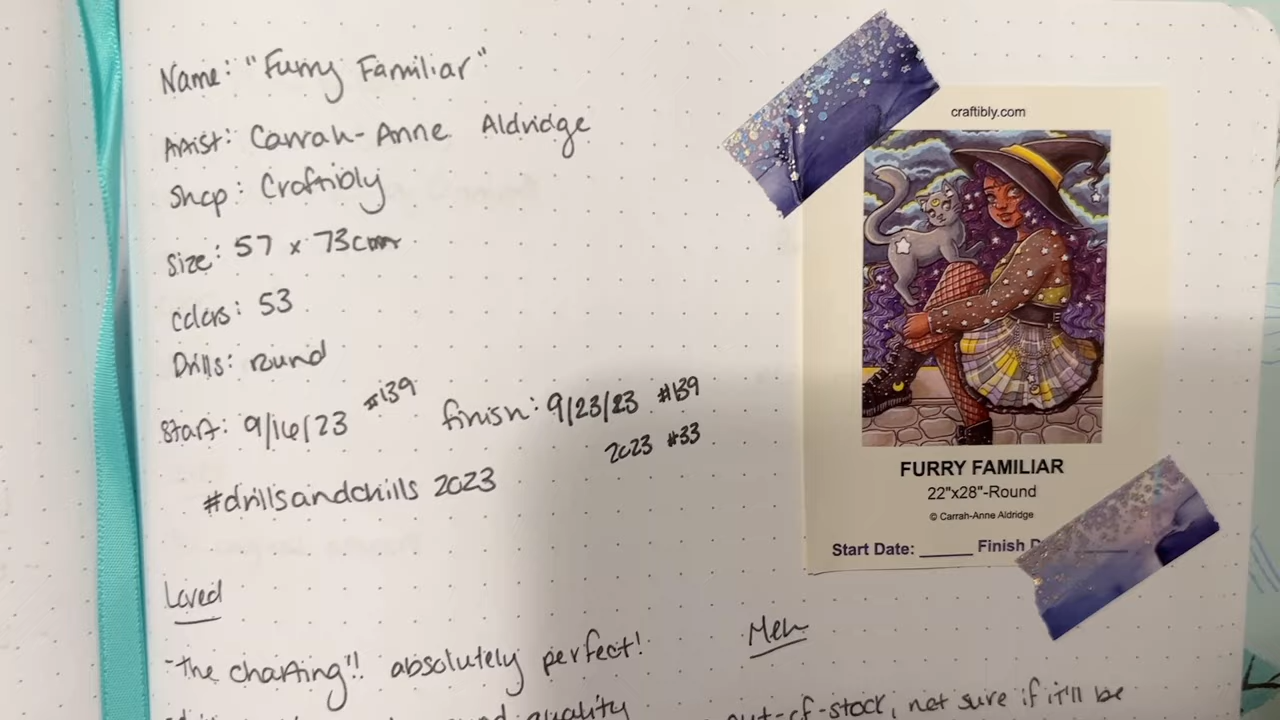 Name: "Furry Familiar"
Artist: Carrah-Anne Aldridge
Shop: Craftibly
Size: 57 x 73cm
Colors: 53
Drills: round
Start: 9/16/23 #139 finish: 9/23/23 #139
2023 #33
#drillsandchills 2023
Loved
-the charting"!! absolutely perfect!
quality
Meh
out-of-stock, not sure if it'll be
craftibly.com
FURRY FAMILIAR
22"x28"-Round
© Carrah-Anne Aldridge
Start Date: ______ Finish